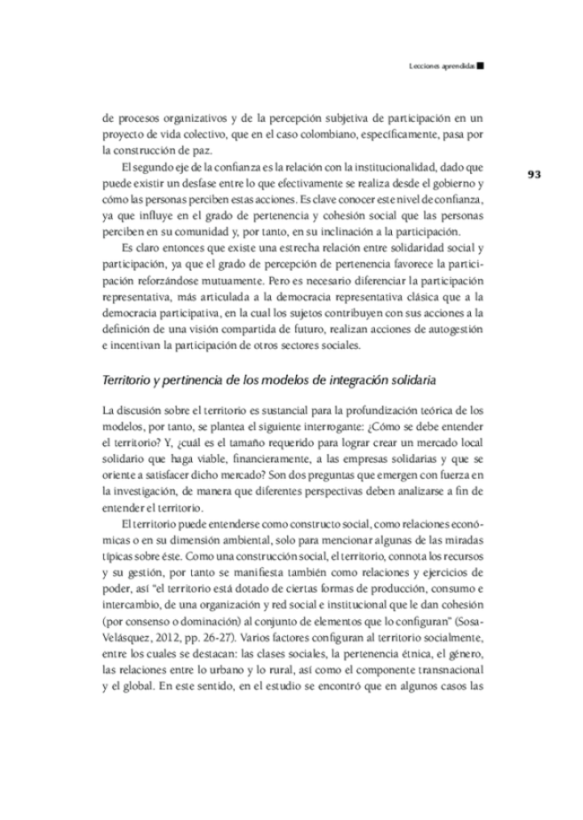 Lecciones aprendidas
93
de procesos organizativos y de la percepción subjetiva de participación en un
proyecto de vida colectivo, que en el caso colombiano, específicamente, pasa por
la construcción de paz.
El segundo eje de la confianza es la relación con la institucionalidad, dado que
puede existir un desfase entre lo que efectivamente se realiza desde el gobierno y
cómo las personas perciben estas acciones. Es clave conocer este nivel de confianza,
ya que influye en el grado de pertenencia y cohesión social que las personas
perciben en su comunidad y, por tanto, en su inclinación a la participación.
Es claro entonces que existe una estrecha relación entre solidaridad social y
participación, ya que el grado de percepción de pertenencia favorece la partici-
pación reforzándose mutuamente. Pero es necesario diferenciar la participación
representativa, más articulada a la democracia representativa clásica que a la
democracia participativa, en la cual los sujetos contribuyen con sus acciones a la
definición de una visión compartida de futuro, realizan acciones de autogestión
e incentivan la participación de otros sectores sociales.
Territorio y pertinencia de los modelos de integración solidaria
La discusión sobre el territorio es sustancial para la profundización teórica de los
modelos, por tanto, se plantea el siguiente interrogante: ¿Cómo se debe entender
el territorio? Y, ¿cuál es el tamaño requerido para lograr crear un mercado local
solidario que haga viable, financieramente, a las empresas solidarias y que se
oriente a satisfacer dicho mercado? Son dos preguntas que emergen con fuerza en
la investigación, de manera que diferentes perspectivas deben analizarse a fin de
entender el territorio.
El territorio puede entenderse como constructo social, como relaciones econó-
micas o en su dimensión ambiental, solo para mencionar algunas de las miradas
típicas sobre éste. Como una construcción social, el territorio, connota los recursos
y su gestión, por tanto se manifiesta también como relaciones y ejercicios de
poder, así “el territorio está dotado de ciertas formas de producción, consumo e
intercambio, de una organización y red social e institucional que le dan cohesión
(por consenso o dominación) al conjunto de elementos que lo configuran” (Sosa-
Velásquez, 2012, pp. 26-27). Varios factores configuran al territorio socialmente,
entre los cuales se destacan: las clases sociales, la pertenencia étnica, el género,
las relaciones entre lo urbano y lo rural, así como el componente transnacional
y el global. En este sentido, en el estudio se encontró que en algunos casos las